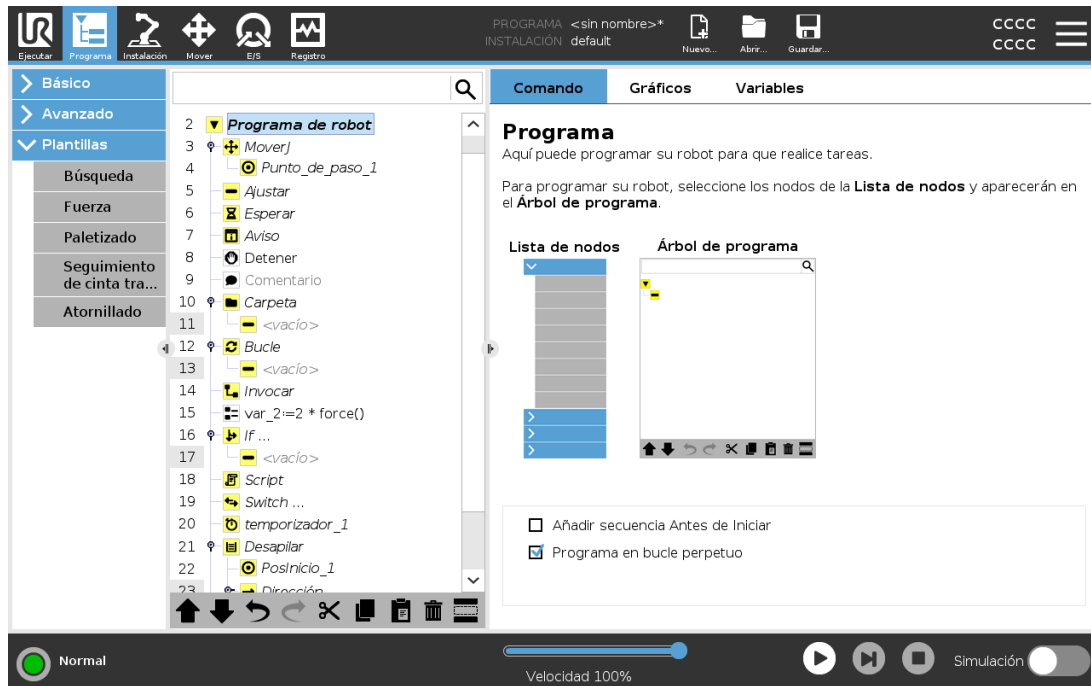 PROGRAMA <sin nombre>*
INSTALACIÓN default
CCCC
CCCC
Ejecutar
Programa
Instalación
Mover
E/S
Registro
Nuevo...
Abrir...
Guardar...
Básico
Avanzado
Plantillas
Búsqueda
Fuerza
Paletizado
Seguimiento
de cinta tra...
Atornillado
2 Programa de robot
3 MoverJ
4 Punto_de_paso_1
5 Ajustar
6 Esperar
7 Aviso
8 Detener
9 Comentario
10 Carpeta
11 <vacío>
12 Bucle
13 <vacío>
14 Invocar
15 var_2:=2 * force()
16 If ...
17 <vacío>
18 Script
19 Switch ...
20 temporizador_1
21 Desapilar
22 PosInicio_1
23 Dirección
Comando
Gráficos
Variables
Programa
Aquí puede programar su robot para que realice tareas.
Para programar su robot, seleccione los nodos de la Lista de nodos y aparecerán en
el Árbol de programa.
Lista de nodos
Árbol de programa
Añadir secuencia Antes de Iniciar
Programa en bucle perpetuo
Normal
Velocidad 100%
Simulación